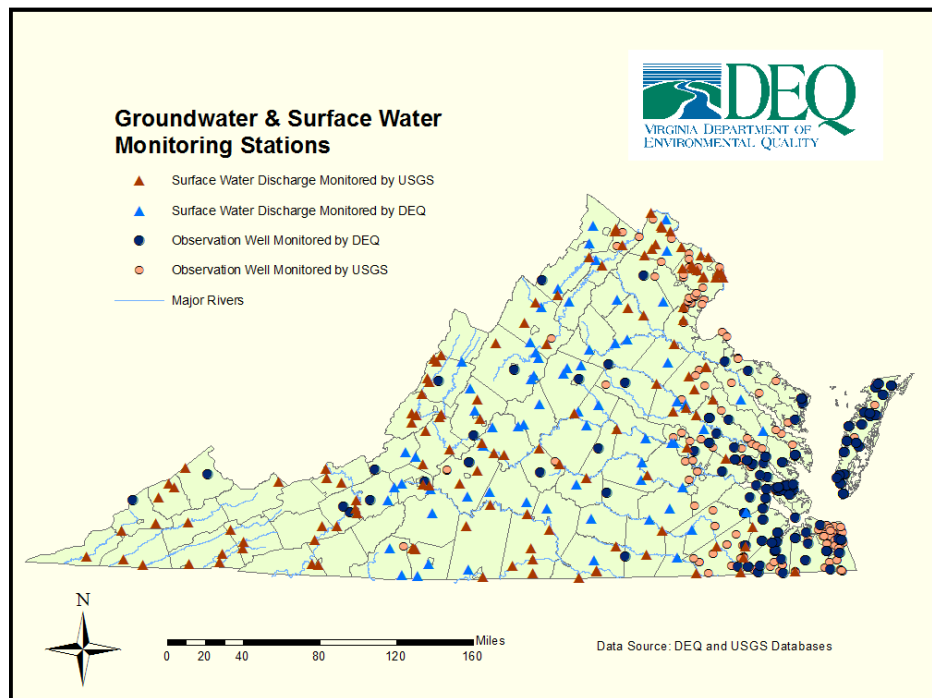 DEQ
VIRGINIA DEPARTMENT OF
ENVIRONMENTAL QUALITY
Groundwater & Surface Water
Monitoring Stations
Surface Water Discharge Monitored by USGS
Surface Water Discharge Monitored by DEQ
Observation Well Monitored by DEQ
Observation Well Monitored by USGS
Major Rivers
N
Miles
0 20 40 80 120 160
Data Source: DEQ and USGS Databases